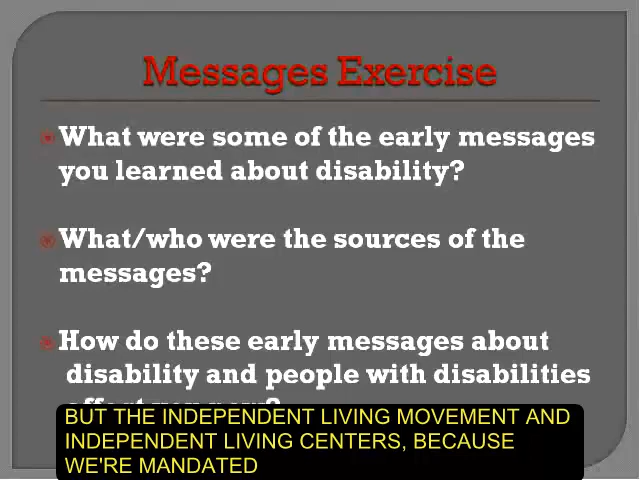 Messages Exercise
What were some of the early messages
you learned about disability?
What/who were the sources of the
messages?
How do these early messages about
disability and people with disabilities
BUT THE INDEPENDENT LIVING MOVEMENT AND
INDEPENDENT LIVING CENTERS, BECAUSE
WE'RE MANDATED